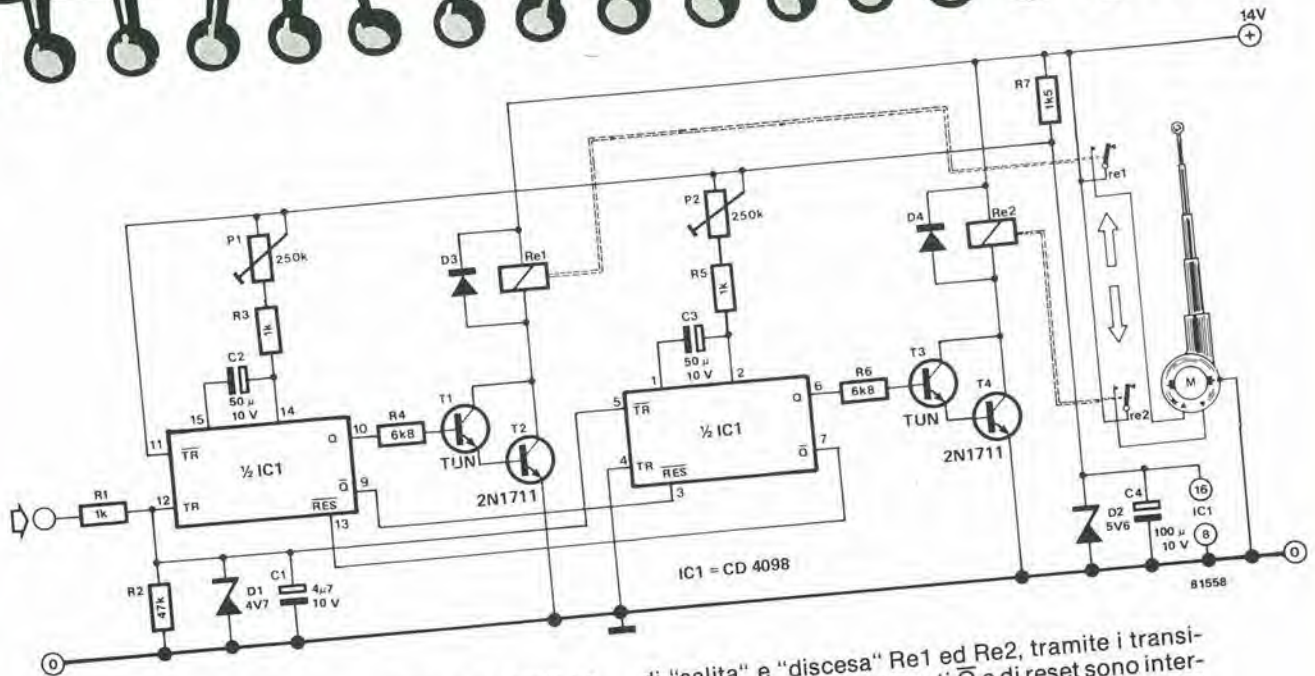 14V
+
R7
1k5
re1
P1
250k
P2
250k
D3
Re1
D4
Re2
R3
1k
R5
1k
C2
50 µ
10 V
15
14
C3
50 µ
10 V
1
2
11
TR̅
½ IC1
Q
10
R4
6k8
T1
TUN
T2
2N1711
5
TR̅
½ IC1
Q
6
R6
6k8
T3
TUN
T4
2N1711
re2
M
R1
1k
12
TR
Q̅
9
RES̅
13
4
TR
RES̅
3
Q̅
7
R2
47k
D1
4V7
C1
4µ7
10 V
IC1 = CD 4098
D2
5V6
C4
100 µ
10 V
16
IC1
8
0
81558
0
di "salita" e "discesa" Re1 ed Re2, tramite i transi-
Q̅ e di reset sono inter-